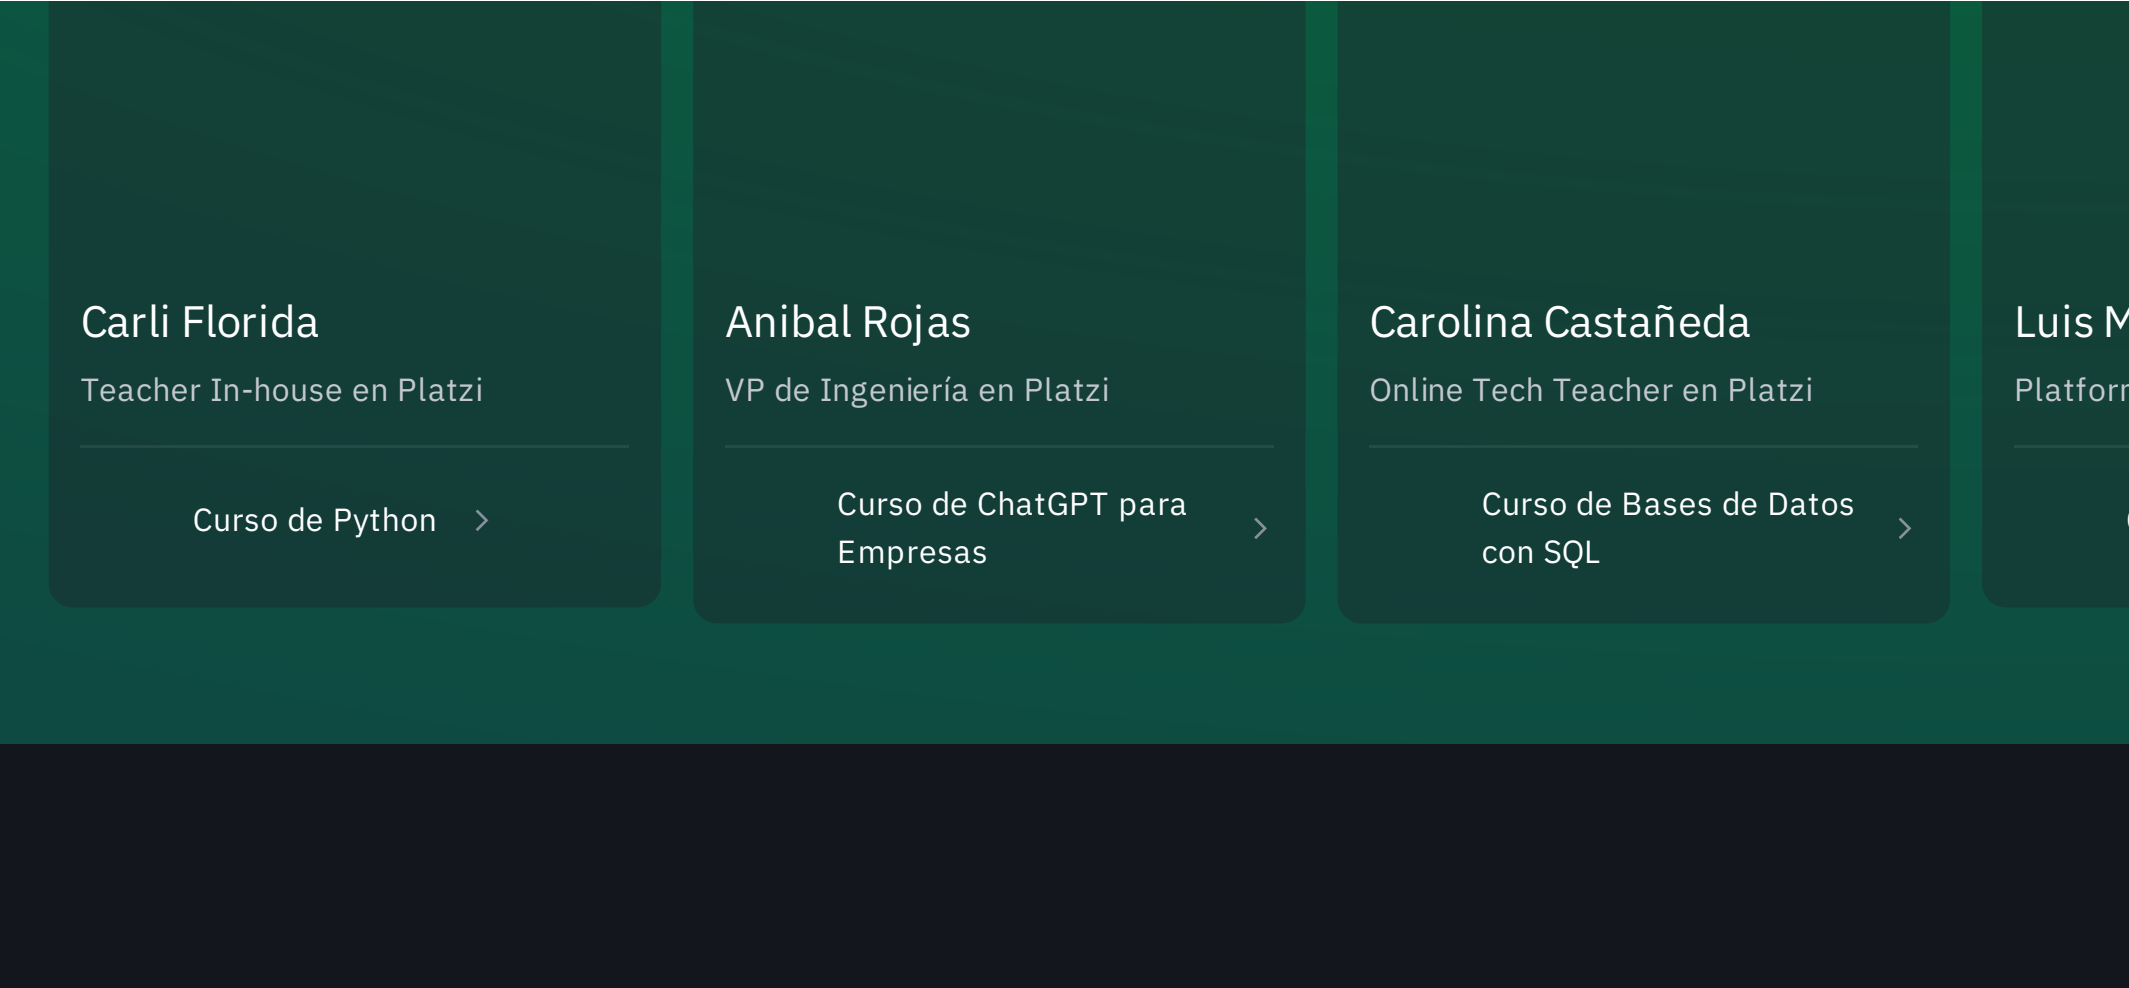 Carli Florida
Teacher In-house en Platzi
Curso de Python
Anibal Rojas
VP de Ingeniería en Platzi
Curso de ChatGPT para
Empresas
Carolina Castañeda
Online Tech Teacher en Platzi
Curso de Bases de Datos
con SQL
Luis